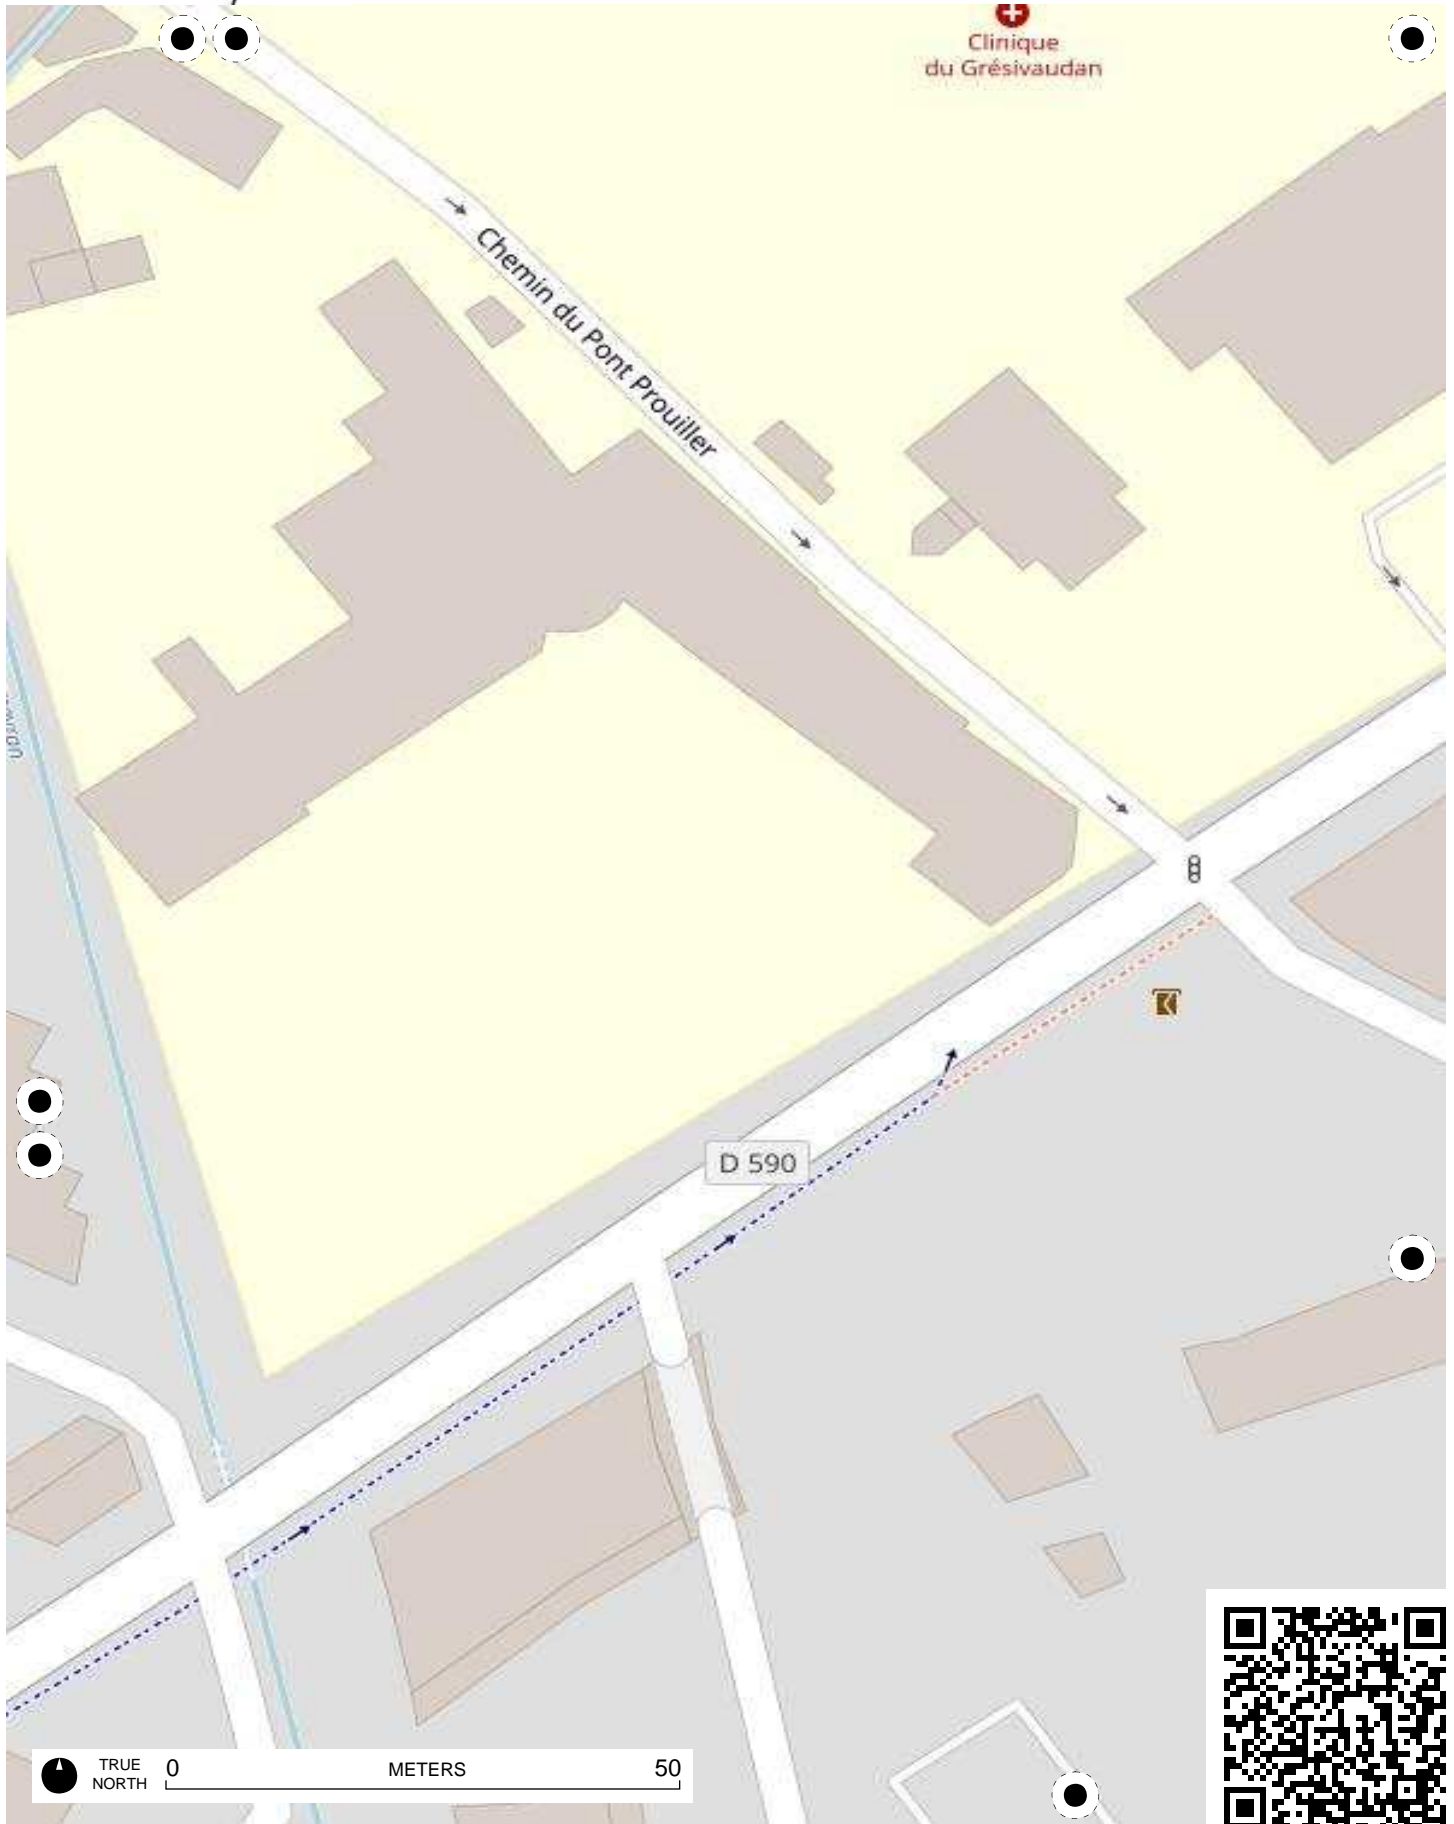 Clinique
du Grésivaudan
Chemin du Pont Prouiller
D 590
TRUE
NORTH
0 METERS 50